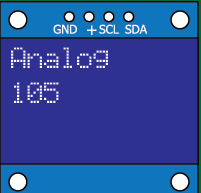 GND + SCL SDA
Analog
105